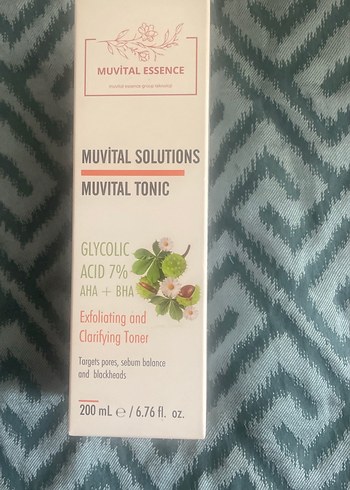 MUVİTAL ESSENCE
MUVİTAL SOLUTIONS
MUVITAL TONIC
GLYCOLIC
ACID 7%
AHA + BHA
Exfoliating and
Clarifying Toner
Targets pores, sebum balance
and blackheads
200 mL ℮ / 6.76 fl. oz.